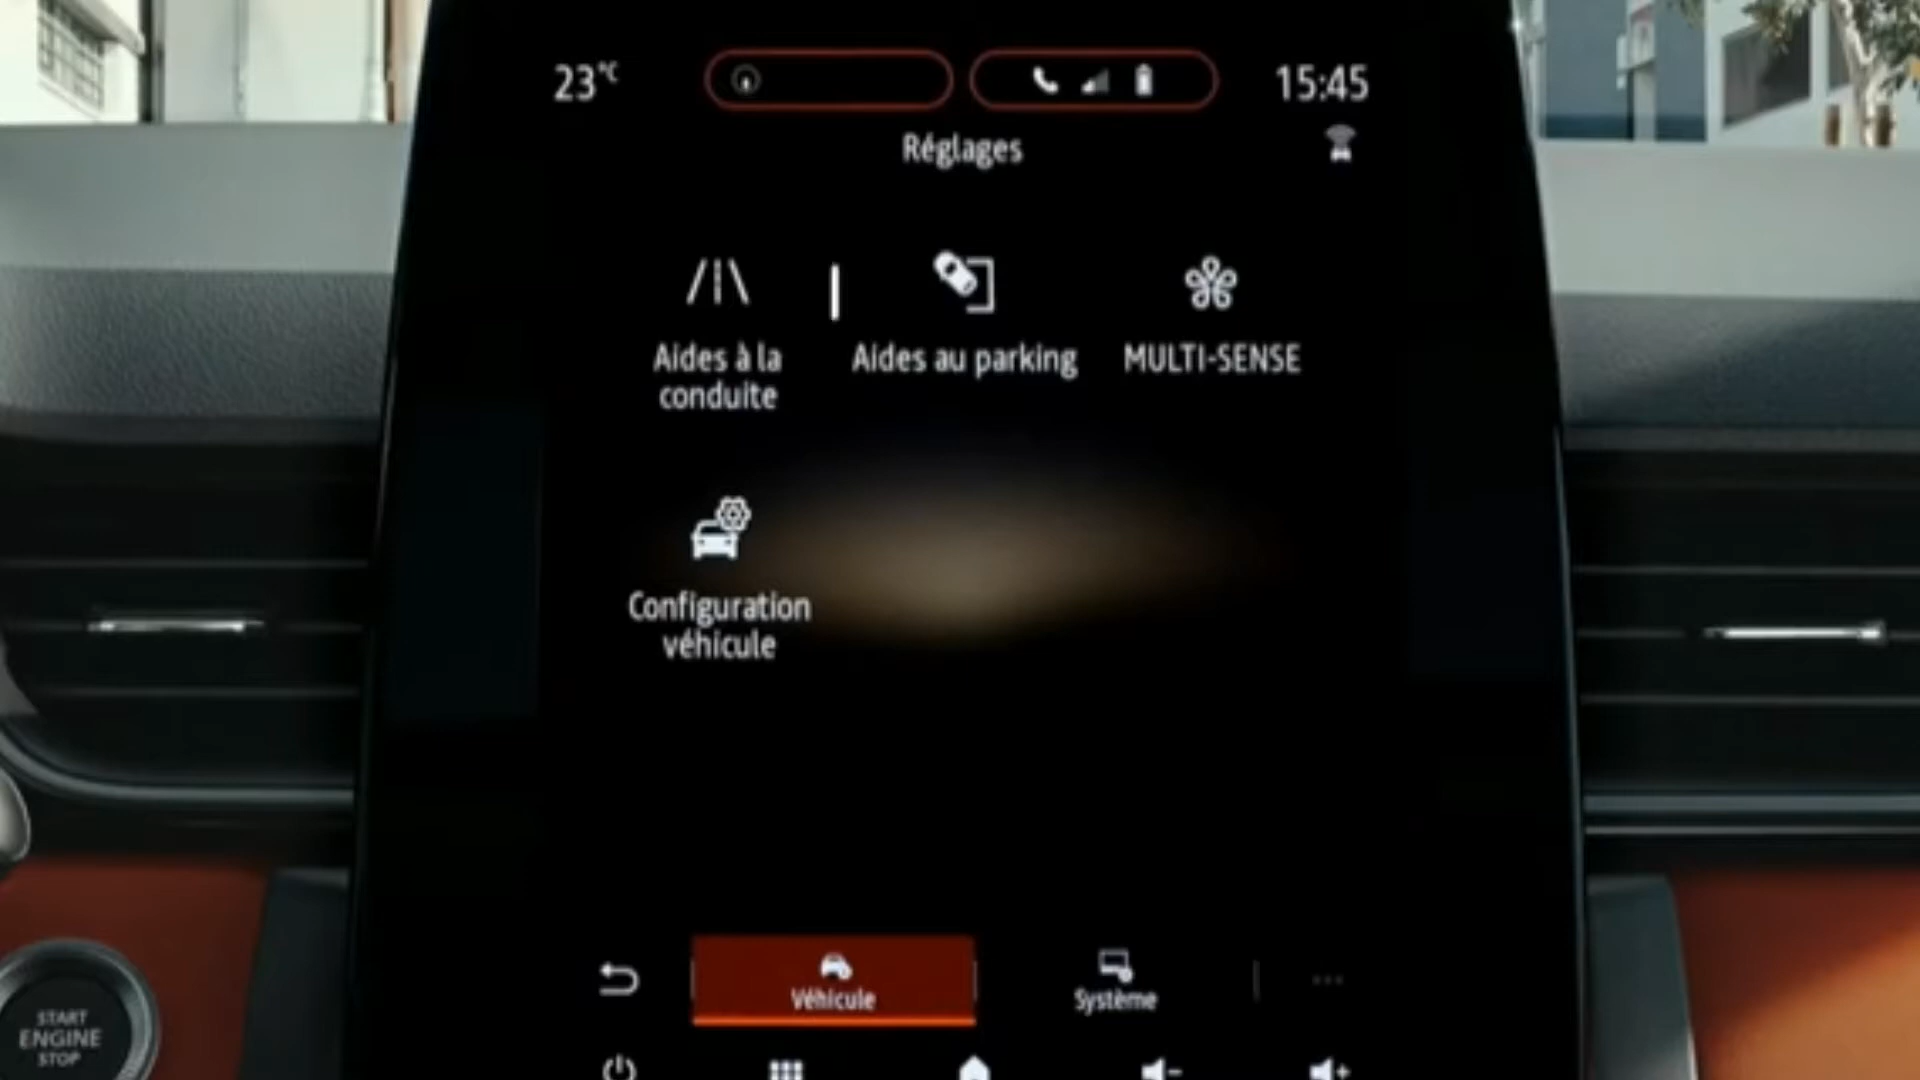 23°C
15:45
Réglages
Aides à la
conduite
Aides au parking
MULTI-SENSE
Configuration
véhicule
Véhicule
Système
START
ENGINE
STOP